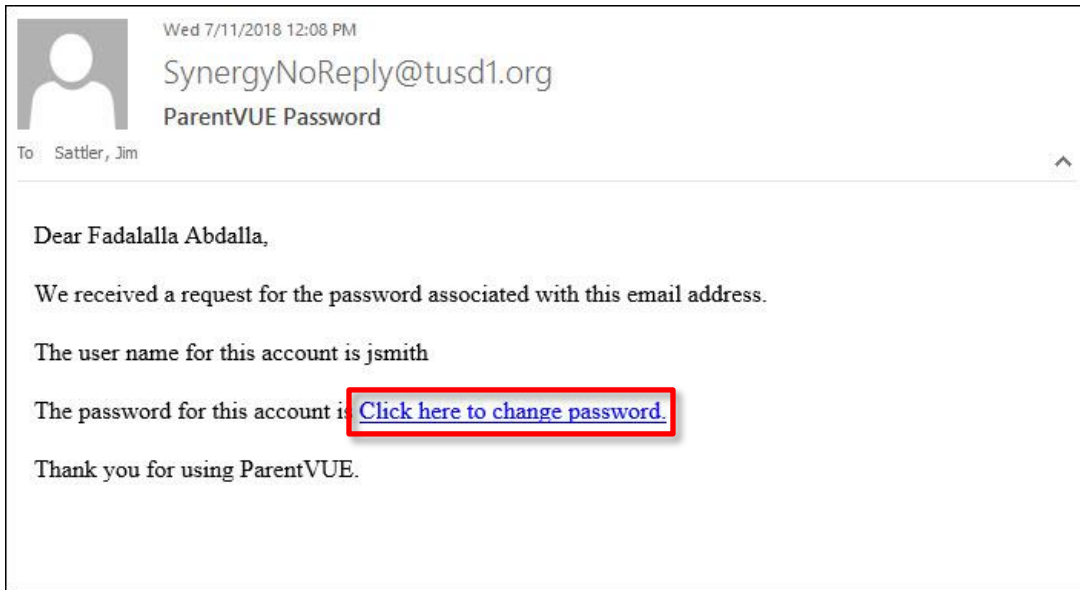 Wed 7/11/2018 12:08 PM
SynergyNoReply@tusd1.org
ParentVUE Password
To Sattler, Jim
Dear Fadalalla Abdalla,
We received a request for the password associated with this email address.
The user name for this account is jsmith
The password for this account is Click here to change password.
Thank you for using ParentVUE.